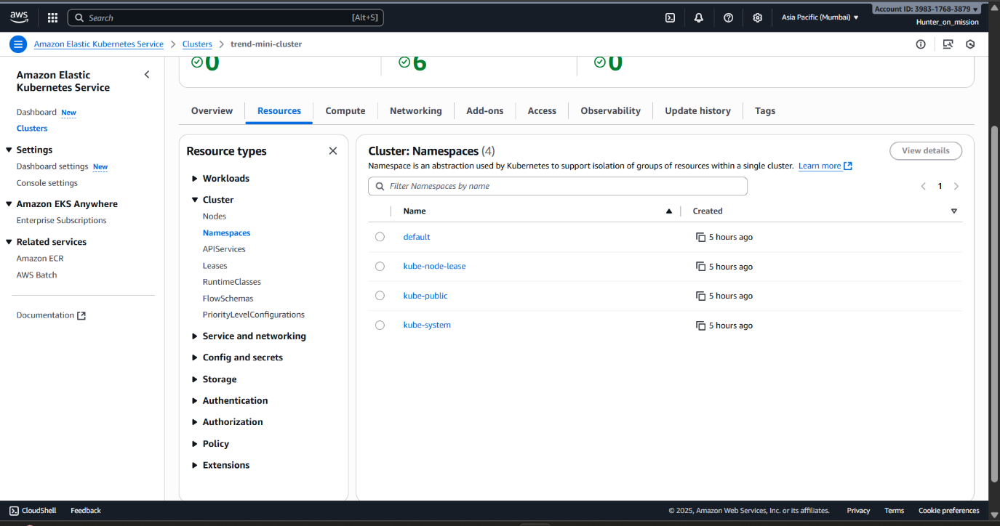 aws
Search [Alt+S]
Asia Pacific (Mumbai)
Account ID: 3983-1768-3879
Hunter_on_mission
Amazon Elastic Kubernetes Service
Clusters
trend-mini-cluster
Amazon Elastic
Kubernetes Service
Dashboard New
Clusters
Settings
Dashboard settings New
Console settings
Amazon EKS Anywhere
Enterprise Subscriptions
Related services
Amazon ECR
AWS Batch
Documentation
0 6 0
Overview Resources Compute Networking Add-ons Access Observability Update history Tags
Resource types
Workloads
Cluster
Nodes
Namespaces
APIServices
Leases
RuntimeClasses
FlowSchemas
PriorityLevelConfigurations
Service and networking
Config and secrets
Storage
Authentication
Authorization
Policy
Extensions
Cluster: Namespaces (4)
View details
Namespace is an abstraction used by Kubernetes to support isolation of groups of resources within a single cluster. Learn more
Filter Namespaces by name
1
Name Created
default 5 hours ago
kube-node-lease 5 hours ago
kube-public 5 hours ago
kube-system 5 hours ago
CloudShell Feedback
© 2025, Amazon Web Services, Inc. or its affiliates. Privacy Terms Cookie preferences